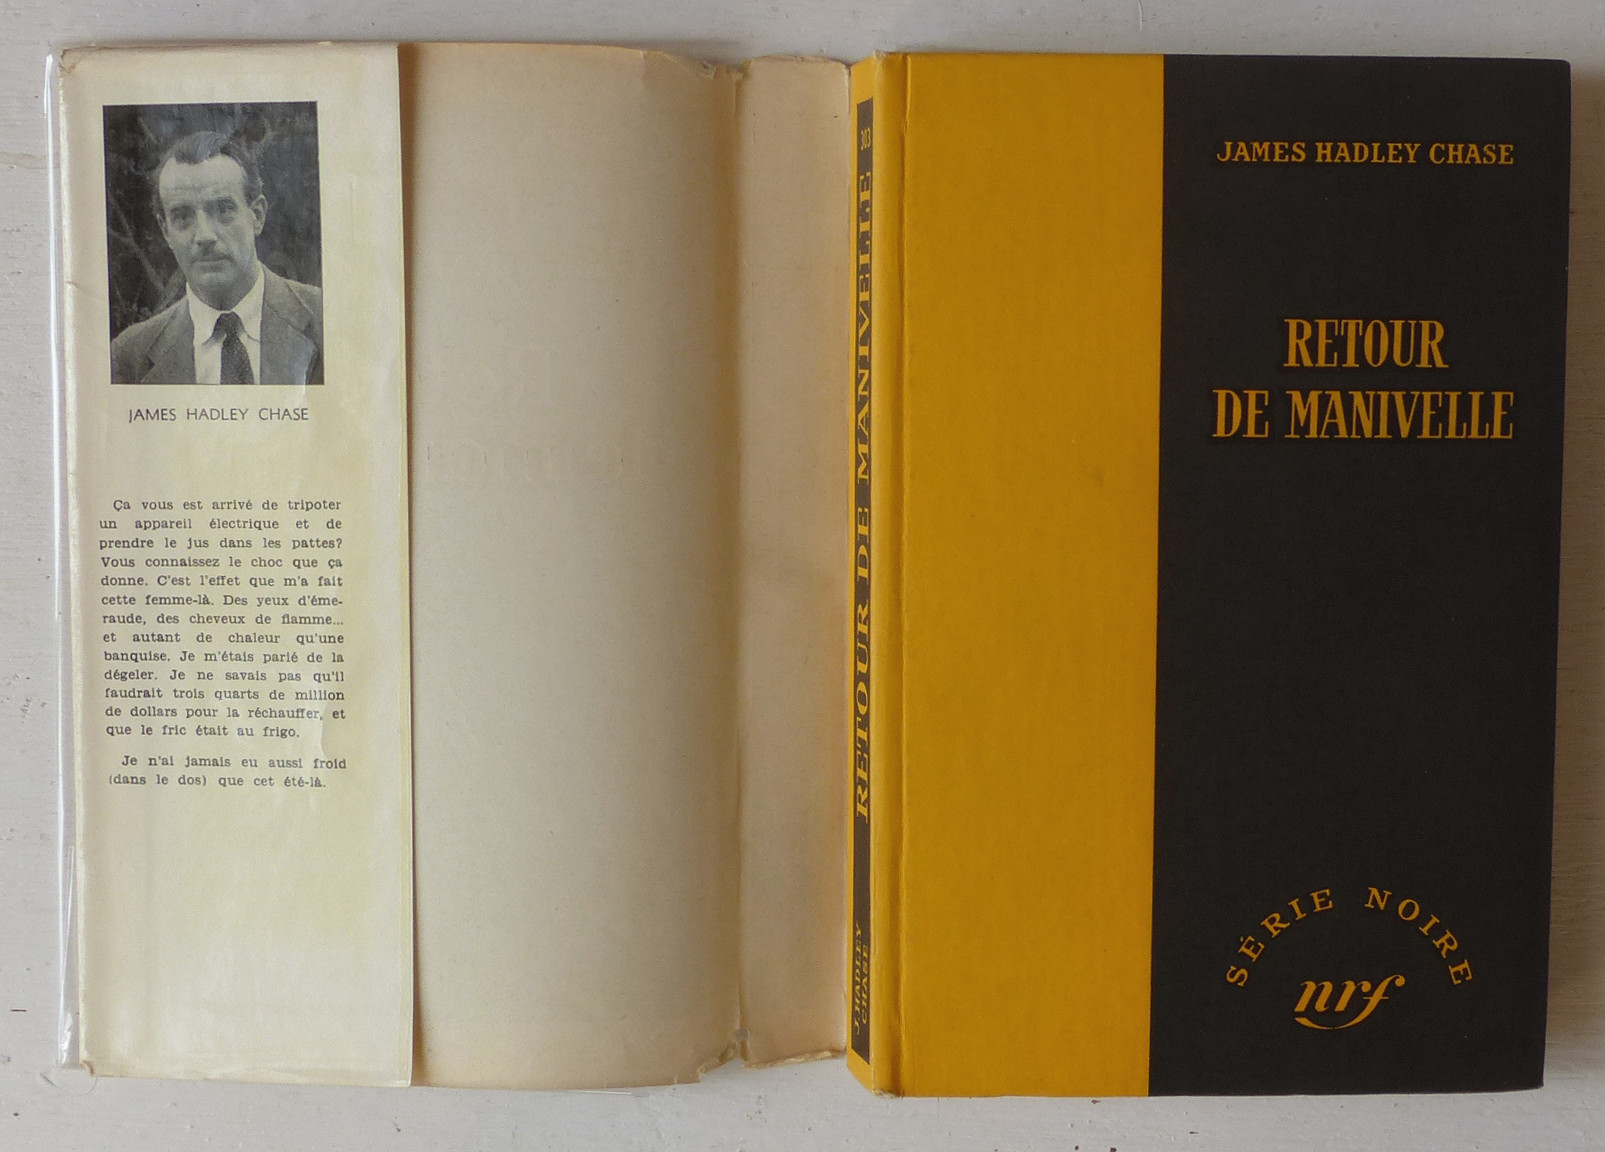 JAMES HADLEY CHASE
Ça vous est arrivé de tripoter
un appareil électrique et de
prendre le jus dans les pattes?
Vous connaissez le choc que ça
donne. C'est l'effet que m'a fait
cette femme-là. Des yeux d'éme-
raude, des cheveux de flamme...
et autant de chaleur qu'une
banquise. Je m'étais parié de la
dégeler. Je ne savais pas qu'il
faudrait trois quarts de million
de dollars pour la réchauffer, et
que le fric était au frigo.
Je n'ai jamais eu aussi froid
(dans le dos) que cet été-là.
303
RETOUR DE MANIVELLE
J. HADLEY
CHASE
JAMES HADLEY CHASE
RETOUR
DE MANIVELLE
SÉRIE NOIRE
nrf